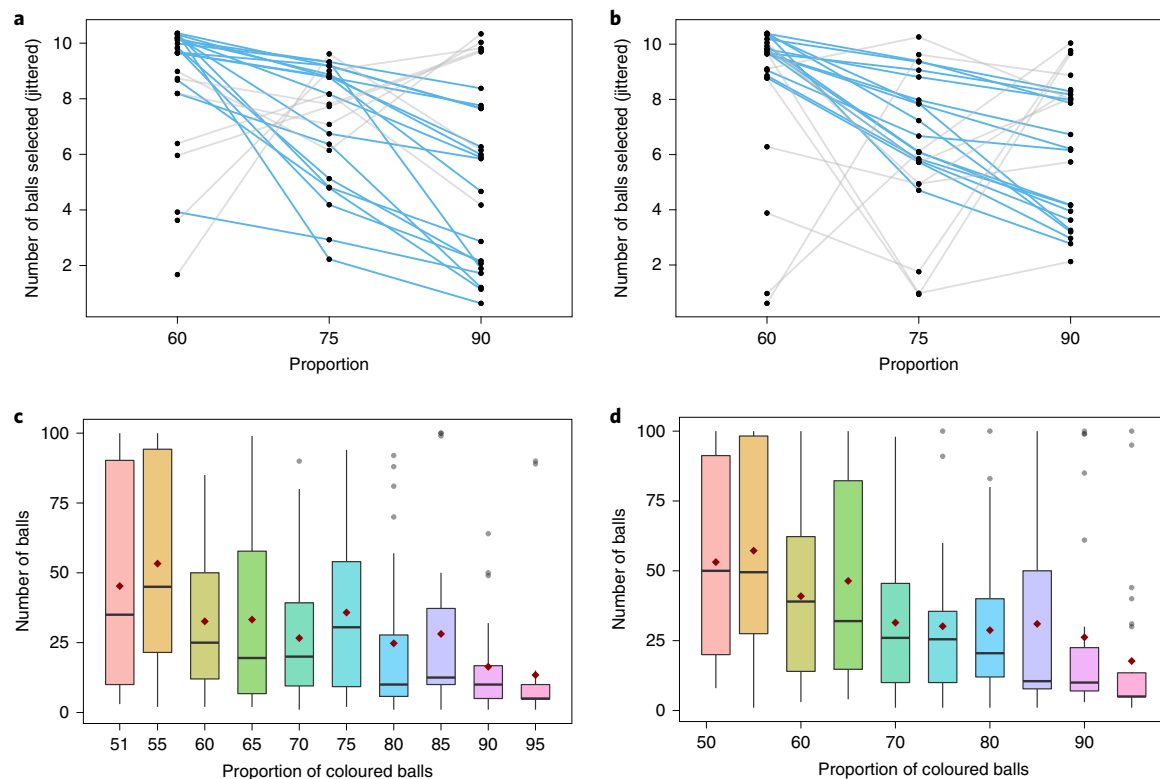 a
Number of balls selected (jittered)
10
8
6
4
2
60
75
90
Proportion
b
Number of balls selected (jittered)
10
8
6
4
2
60
75
90
Proportion
c
Number of balls
100
75
50
25
0
51 55 60 65 70 75 80 85 90 95
Proportion of coloured balls
d
Number of balls
100
75
50
25
0
50 60 70 80 90
Proportion of coloured balls